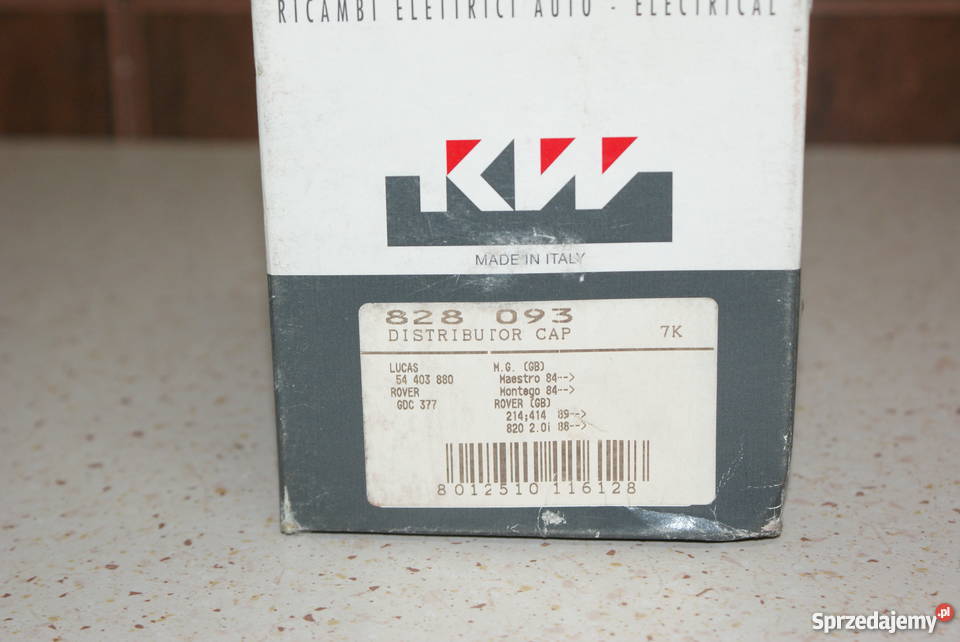 RICAMBI ELETTRICI AUTO - ELECTRICAL
KW
MADE IN ITALY
828 093
DISTRIBUTOR CAP 7K
LUCAS M.G. (GB)
54 403 880 Maestro 84-->
ROVER Montego 84-->
GDC 377 ROVER (GB)
214;414 89-->
820 2.0i 88-->
8012510 116128
Sprzedajemy.pl